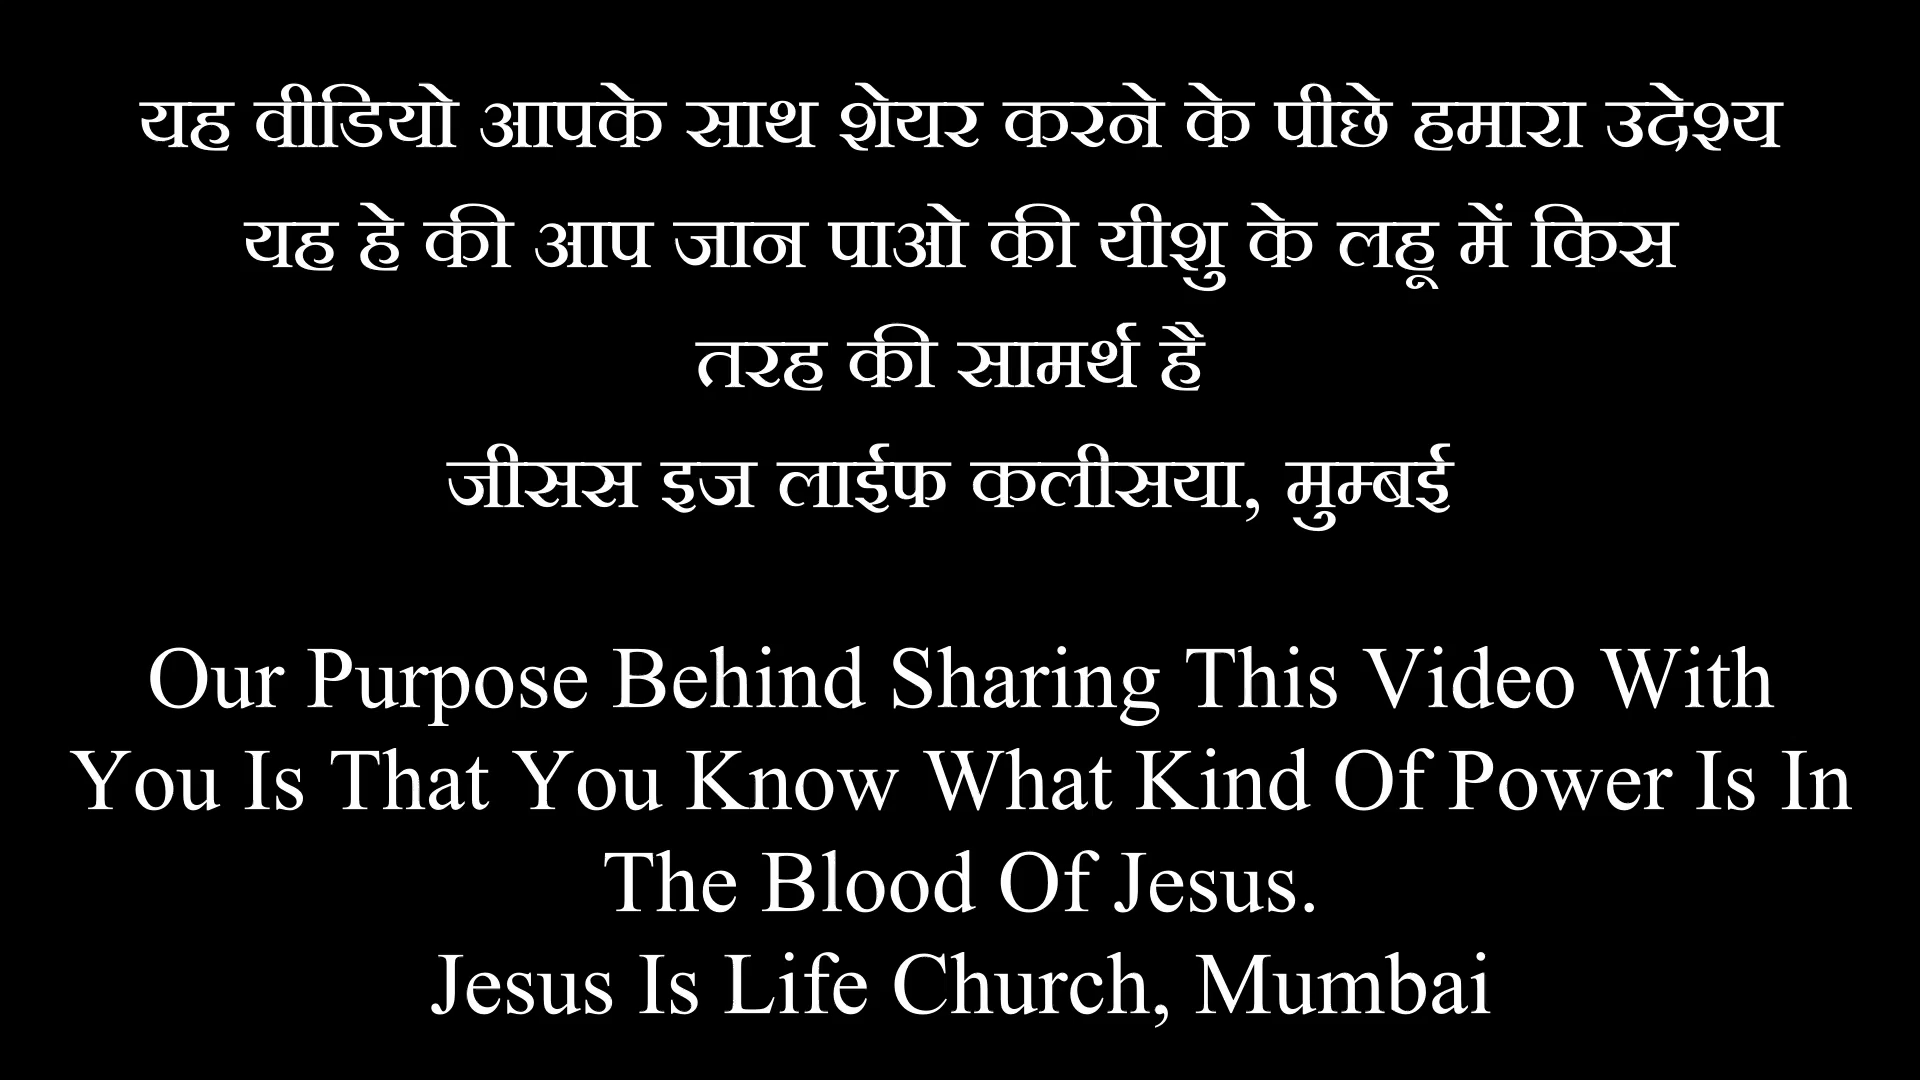 यह वीडियो आपके साथ शेयर करने के पीछे हमारा उदेश्य
यह हे की आप जान पाओ की यीशु के लहू में किस
तरह की सामर्थ है
जीसस इज लाईफ कलीसया, मुम्बई
Our Purpose Behind Sharing This Video With
You Is That You Know What Kind Of Power Is In
The Blood Of Jesus.
Jesus Is Life Church, Mumbai